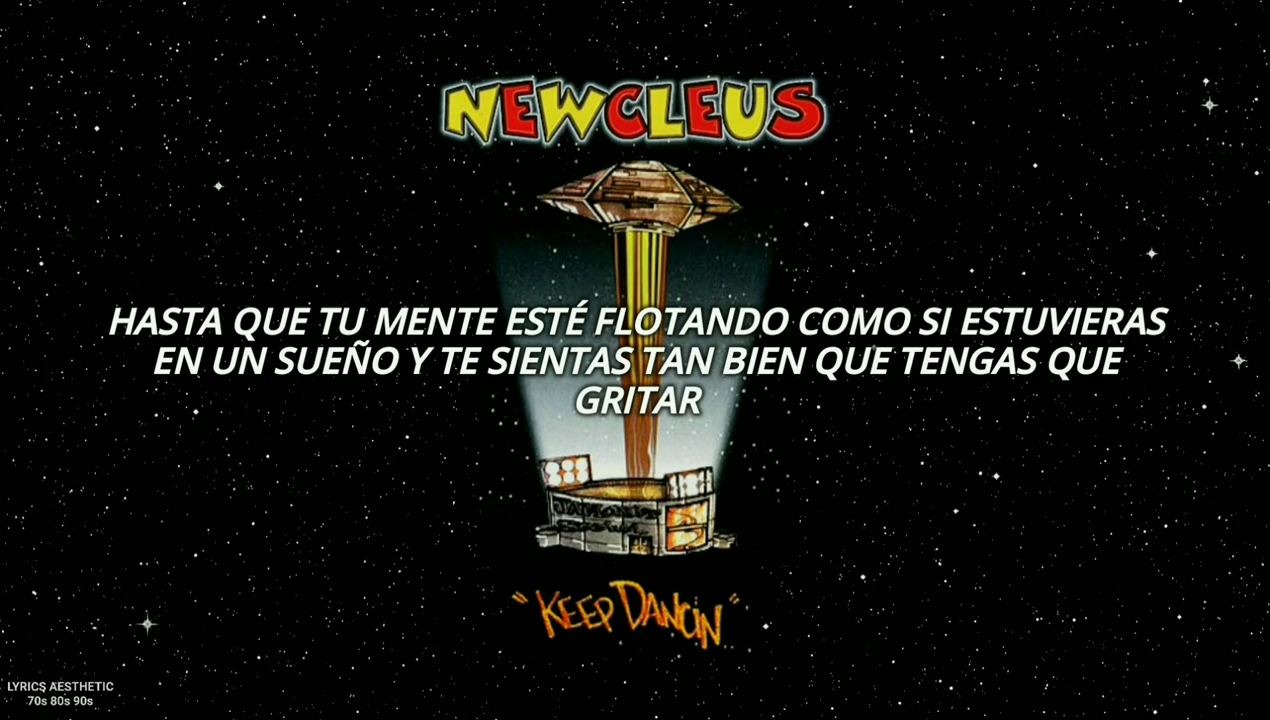 NEWCLEUS
HASTA QUE TU MENTE ESTÉ FLOTANDO COMO SI ESTUVIERAS
EN UN SUEÑO Y TE SIENTAS TAN BIEN QUE TENGAS QUE
GRITAR
"KEEP DANCIN"
LYRICS AESTHETIC
70s 80s 90s